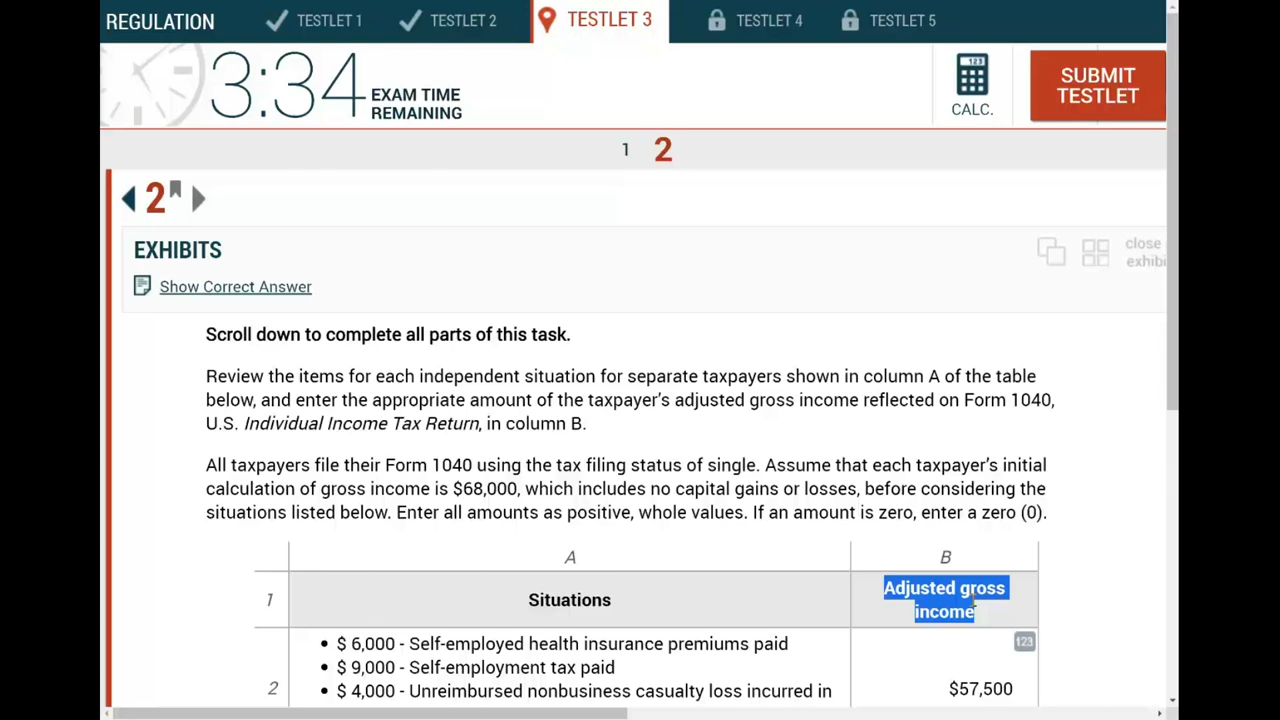 REGULATION TESTLET 1 TESTLET 2 TESTLET 3 TESTLET 4 TESTLET 5
3:34 EXAM TIME REMAINING
123
CALC.
SUBMIT TESTLET
1 2
2
EXHIBITS
close
exhibi
Show Correct Answer
Scroll down to complete all parts of this task.
Review the items for each independent situation for separate taxpayers shown in column A of the table
below, and enter the appropriate amount of the taxpayer's adjusted gross income reflected on Form 1040,
U.S. Individual Income Tax Return, in column B.
All taxpayers file their Form 1040 using the tax filing status of single. Assume that each taxpayer's initial
calculation of gross income is $68,000, which includes no capital gains or losses, before considering the
situations listed below. Enter all amounts as positive, whole values. If an amount is zero, enter a zero (0).
A B
1 Situations Adjusted gross income
• $ 6,000 - Self-employed health insurance premiums paid 123
• $ 9,000 - Self-employment tax paid
2 • $ 4,000 - Unreimbursed nonbusiness casualty loss incurred in $57,500